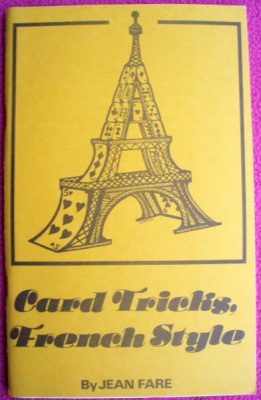 Card Tricks,
French Style
By JEAN FARE